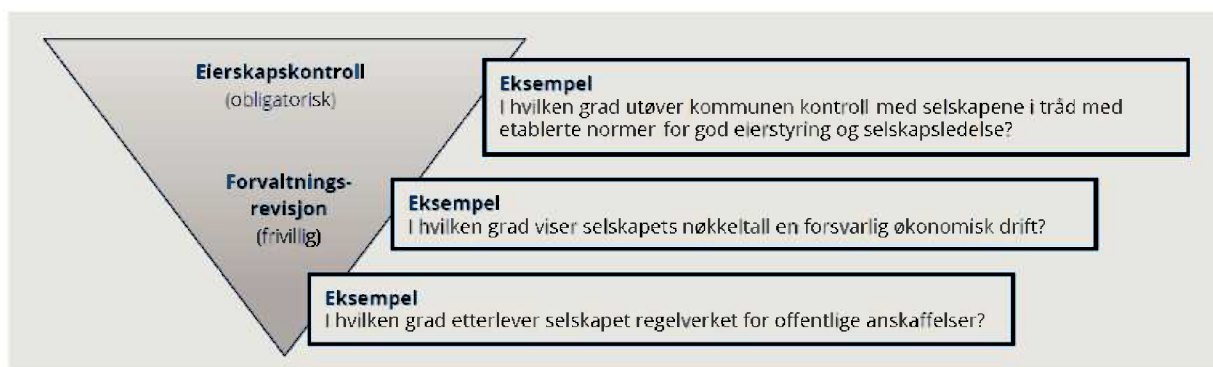 Eierskapskontroll
(obligatorisk)
Eksempel
I hvilken grad utøver kommunen kontroll med selskapene i tråd med
etablerte normer for god eierstyring og selskapsledelse?
Forvaltnings-
revisjon
(frivillig)
Eksempel
I hvilken grad viser selskapets nøkkeltall en forsvarlig økonomisk drift?
Eksempel
I hvilken grad etterlever selskapet regelverket for offentlige anskaffelser?